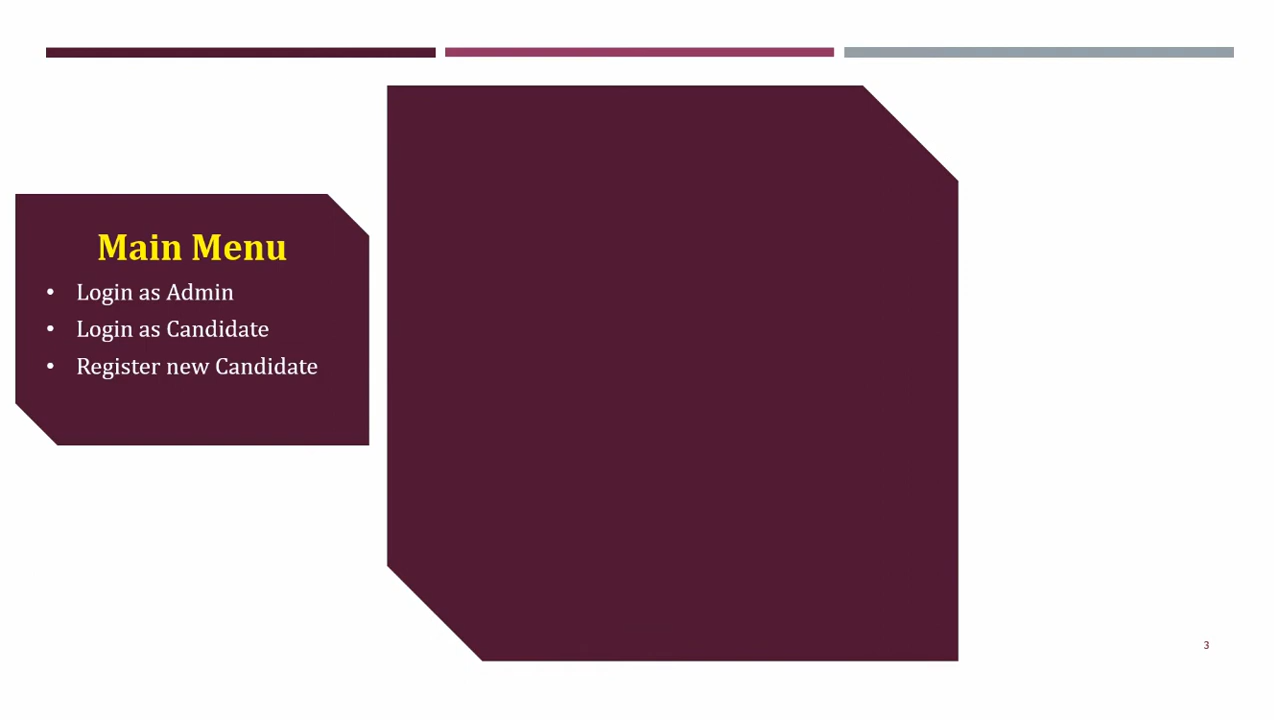 Main Menu
• Login as Admin
• Login as Candidate
• Register new Candidate
3